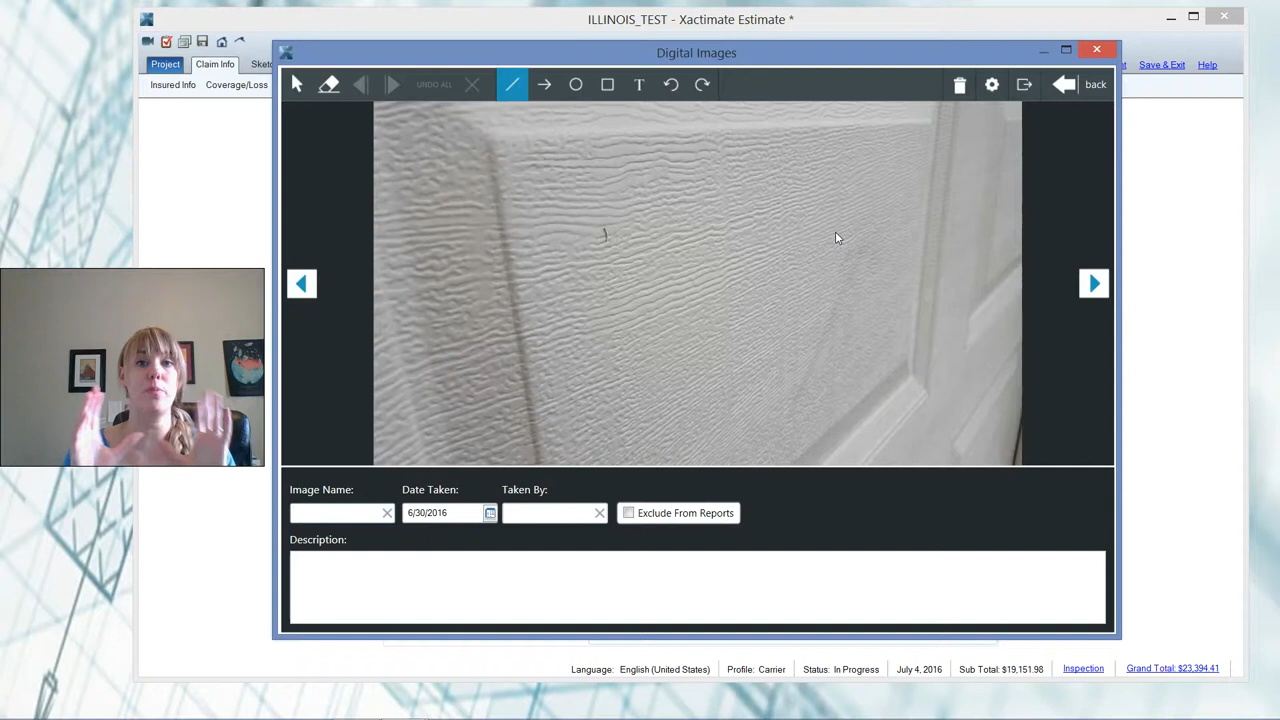 ILLINOIS_TEST - Xactimate Estimate *
Digital Images
Project Claim Info Sketc Save & Exit Help
Insured Info Coverage/Loss
UNDO ALL T back
Image Name: Date Taken: Taken By:
6/30/2016 Exclude From Reports
Description:
Language: English (United States) Profile: Carrier Status: In Progress July 4, 2016 Sub Total: $19,151.98 Inspection Grand Total: $23,394.41